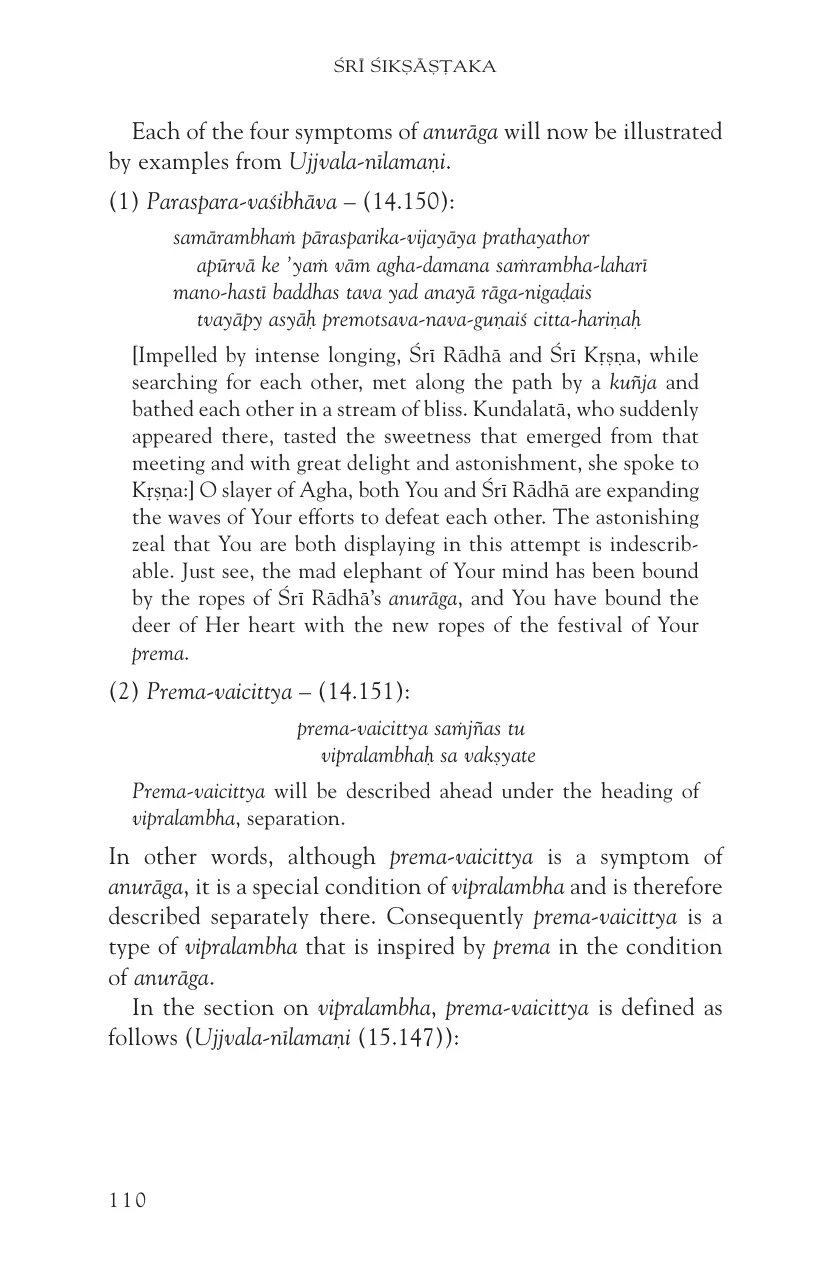 ŚRĪ ŚIKṢĀṢṬAKA
Each of the four symptoms of anurāga will now be illustrated
by examples from Ujjvala-nīlamaṇi.
(1) Paraspara-vaśibhāva – (14.150):
samārambhaṁ pārasparika-vijayāya prathayathor
apūrvā ke ’yaṁ vām agha-damana saṁrambha-laharī
mano-hastī baddhas tava yad anayā rāga-nigaḍais
tvayāpy asyāḥ premotsava-nava-guṇaiś citta-hariṇaḥ
[Impelled by intense longing, Śrī Rādhā and Śrī Kṛṣṇa, while
searching for each other, met along the path by a kuñja and
bathed each other in a stream of bliss. Kundalatā, who suddenly
appeared there, tasted the sweetness that emerged from that
meeting and with great delight and astonishment, she spoke to
Kṛṣṇa:] O slayer of Agha, both You and Śrī Rādhā are expanding
the waves of Your efforts to defeat each other. The astonishing
zeal that You are both displaying in this attempt is indescrib-
able. Just see, the mad elephant of Your mind has been bound
by the ropes of Śrī Rādhā’s anurāga, and You have bound the
deer of Her heart with the new ropes of the festival of Your
prema.
(2) Prema-vaicittya – (14.151):
prema-vaicittya saṁjñas tu
vipralambhaḥ sa vakṣyate
Prema-vaicittya will be described ahead under the heading of
vipralambha, separation.
In other words, although prema-vaicittya is a symptom of
anurāga, it is a special condition of vipralambha and is therefore
described separately there. Consequently prema-vaicittya is a
type of vipralambha that is inspired by prema in the condition
of anurāga.
In the section on vipralambha, prema-vaicittya is defined as
follows (Ujjvala-nīlamaṇi (15.147)):
110